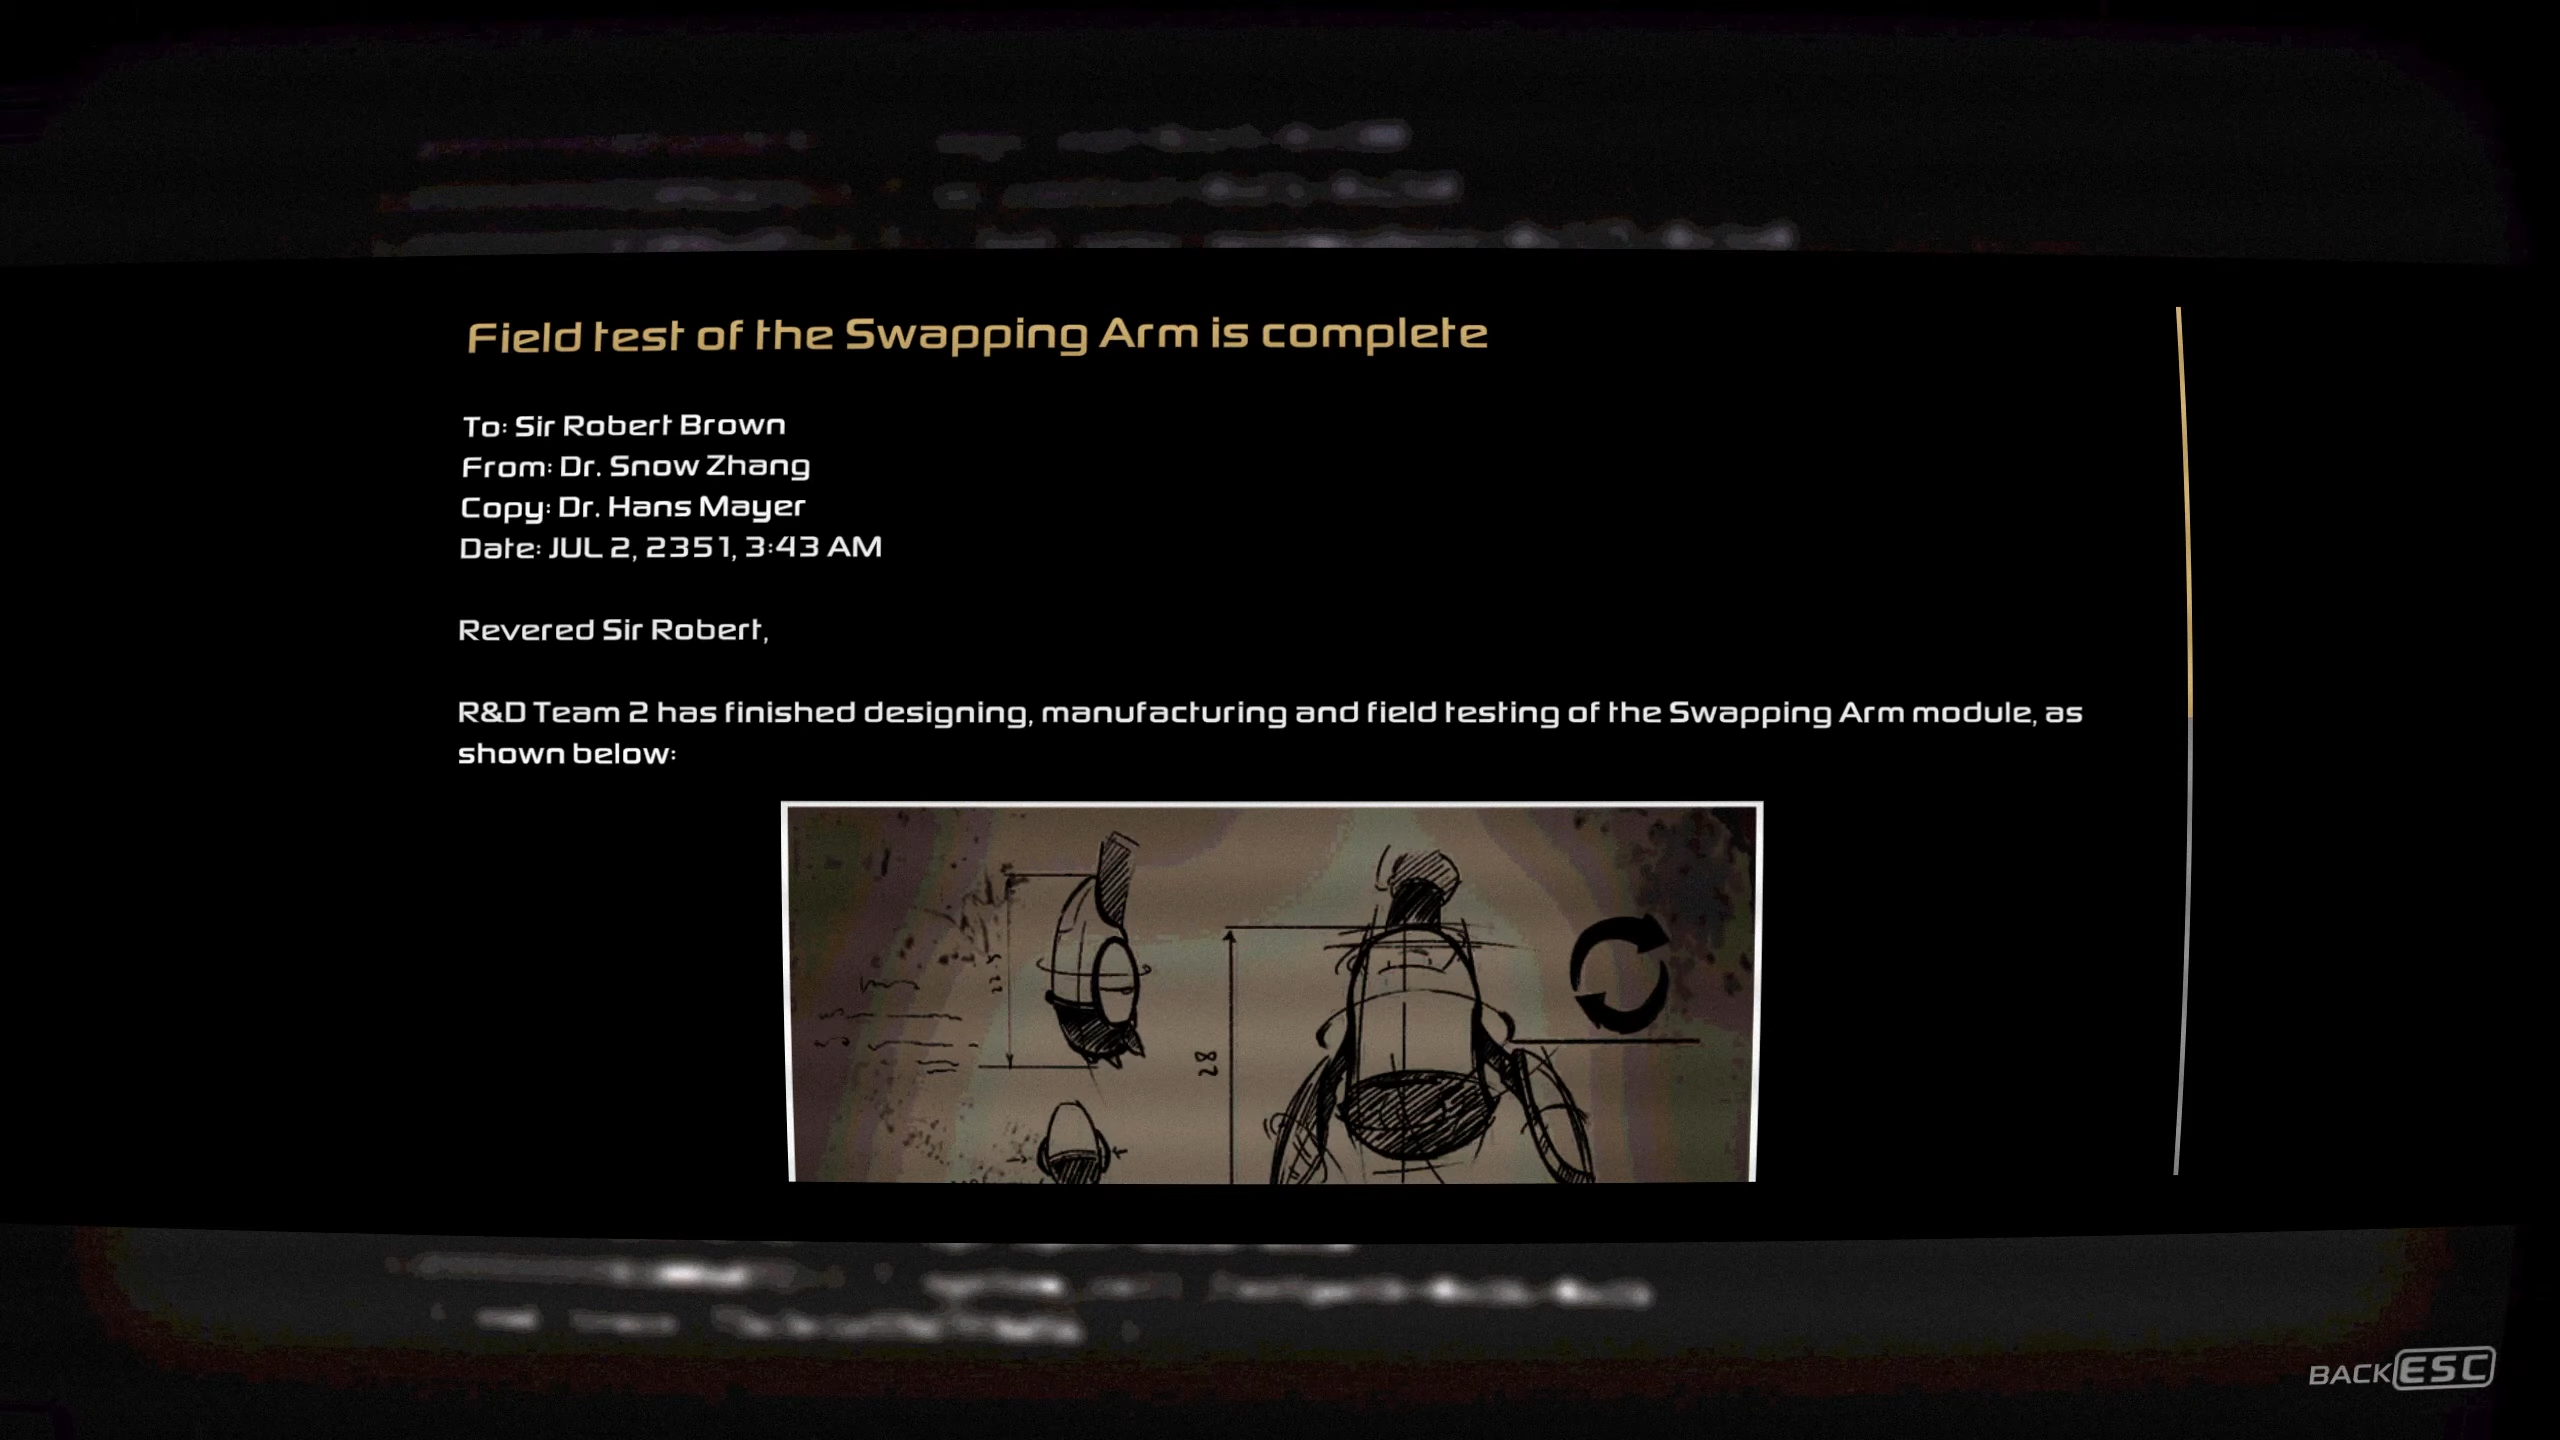 Field test of the Swapping Arm is complete
To: Sir Robert Brown
From: Dr. Snow Zhang
Copy: Dr. Hans Mayer
Date: JUL 2, 2351, 3:43 AM
Revered Sir Robert,
R&D Team 2 has finished designing, manufacturing and field testing of the Swapping Arm module, as
shown below:
22.5
28
BACK ESC